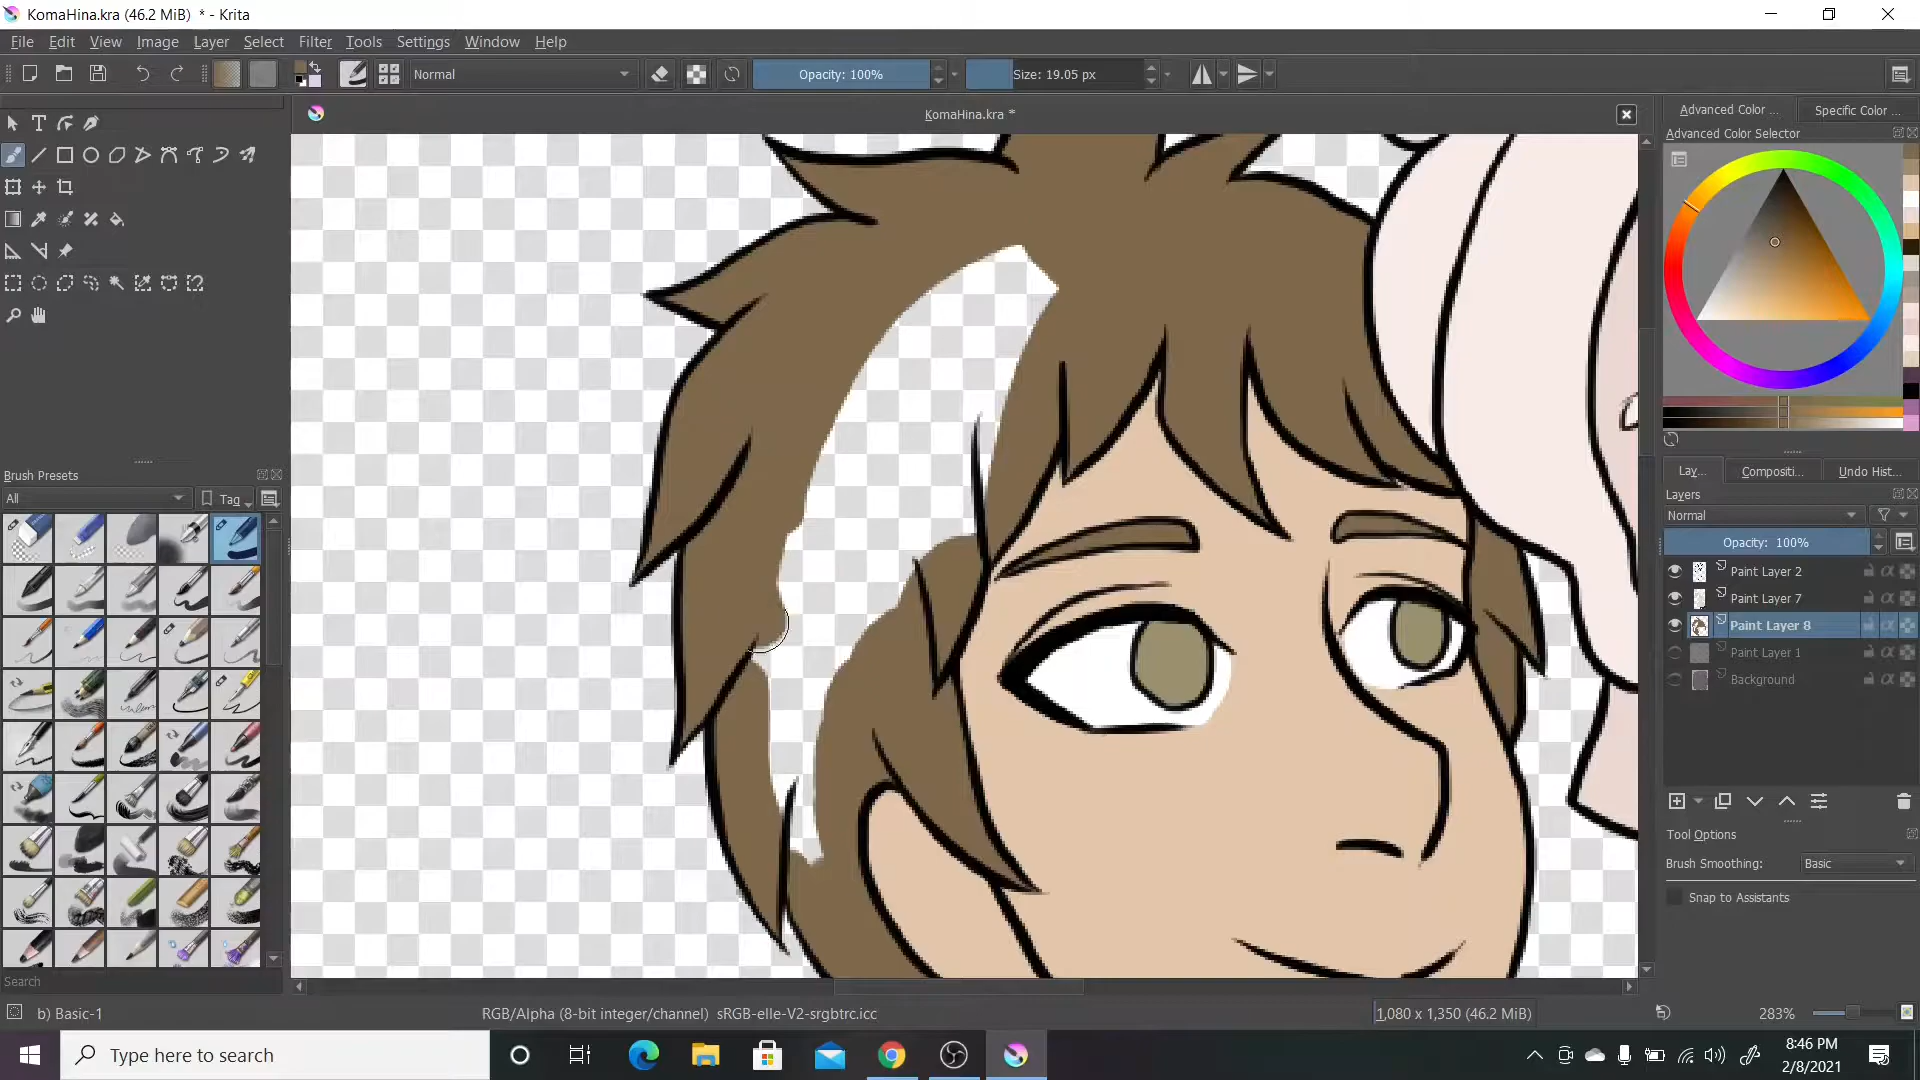 KomaHina.kra (46.2 MiB)  * - Krita
File Edit View Image Layer Select Filter Tools Settings Window Help
Normal Opacity: 100% Size: 19.05 px
KomaHina.kra *
Advanced Color ... Specific Color ...
Advanced Color Selector
Brush Presets
All Tag
Search
Lay... Compositi... Undo Hist...
Layers
Normal
Opacity: 100%
Paint Layer 2
Paint Layer 7
Paint Layer 8
Paint Layer 1
Background
Tool Options
Brush Smoothing: Basic
Snap to Assistants
b) Basic-1 RGB/Alpha (8-bit integer/channel) sRGB-elle-V2-srgbtrc.icc 1,080 x 1,350 (46.2 MiB) 283%
Type here to search
8:46 PM
2/8/2021